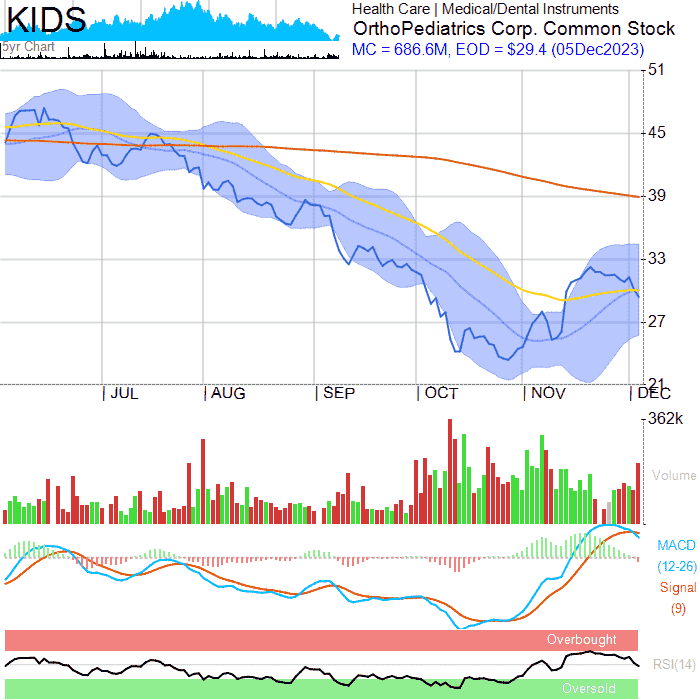 KIDS
5yr Chart
Health Care | Medical/Dental Instruments
OrthoPediatrics Corp. Common Stock
MC = 686.6M, EOD = $29.4 (05Dec2023)
51
45
39
33
27
21
JUL
AUG
SEP
OCT
NOV
DEC
362k
Volume
MACD
(12-26)
Signal
(9)
Overbought
RSI(14)
Oversold